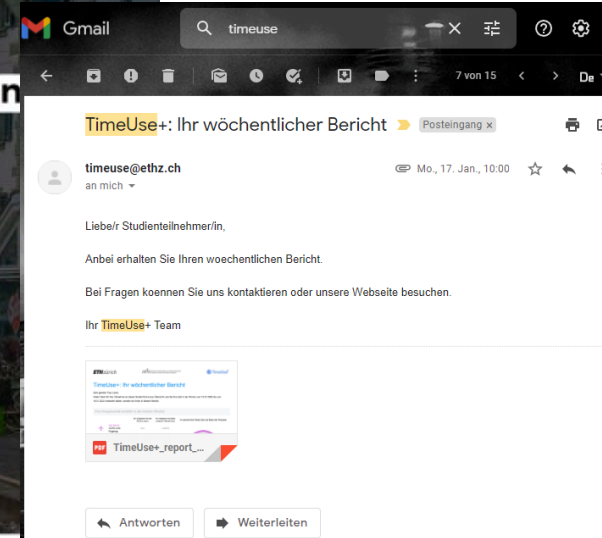 n
Gmail
timeuse
7 von 15
De
TimeUse+: Ihr wöchentlicher Bericht
Posteingang x
timeuse@ethz.ch
Mo., 17. Jan., 10:00
an mich
Liebe/r Studienteilnehmer/in,
Anbei erhalten Sie Ihren woechentlichen Bericht.
Bei Fragen koennen Sie uns kontaktieren oder unsere Webseite besuchen.
Ihr TimeUse+ Team
TimeUse+: Ihr wöchentlicher Bericht
PDF
TimeUse+_report_...
Antworten
Weiterleiten